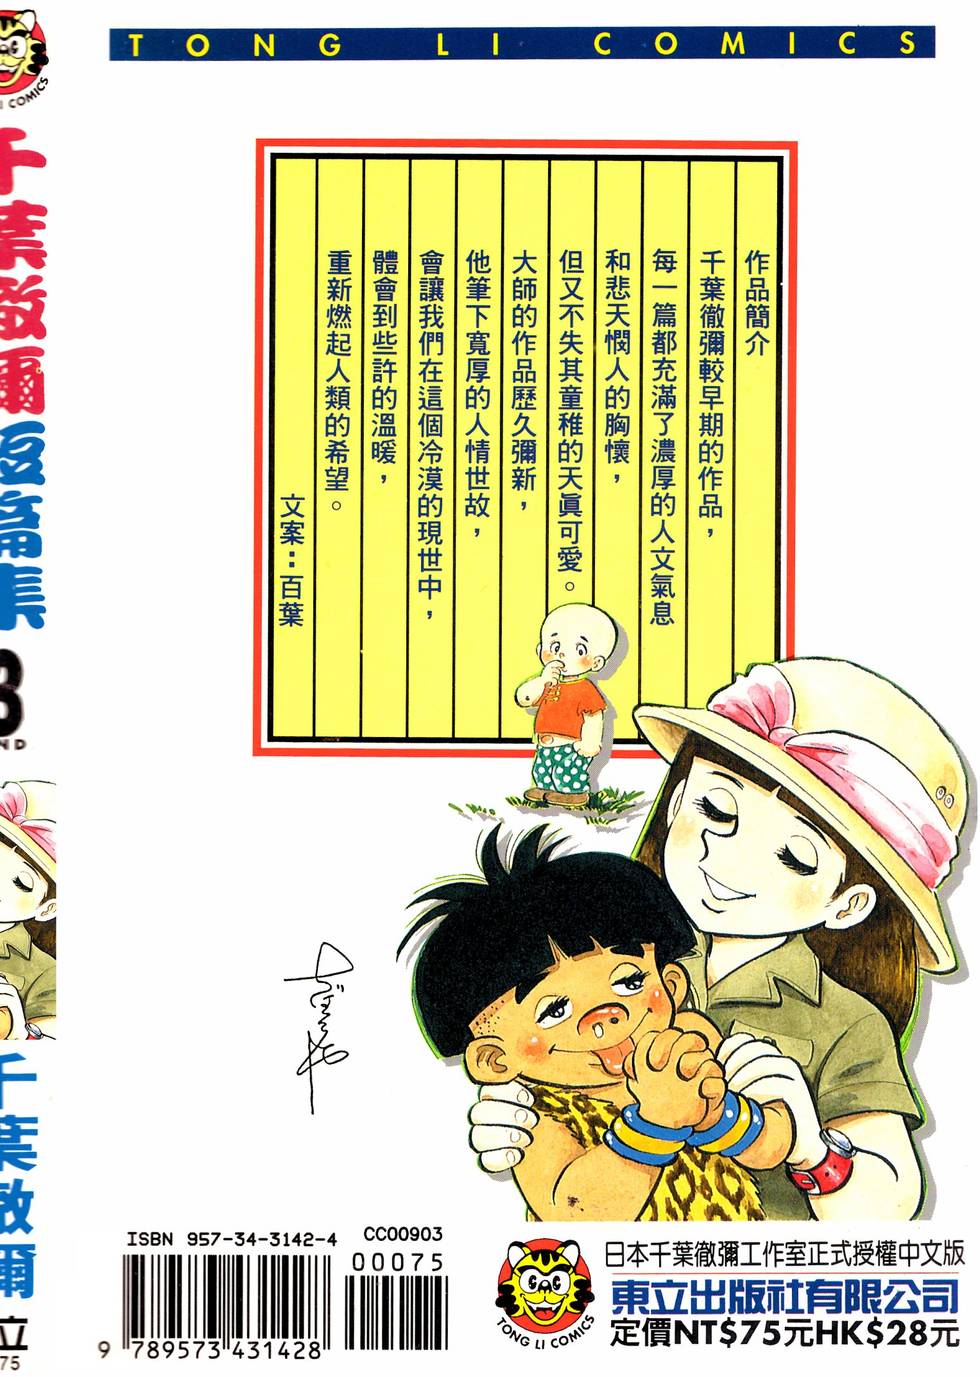 TONG LI COMICS
作品簡介
千葉徹彌較早期的作品，
每一篇都充滿了濃厚的人文氣息
和悲天憫人的胸懷，
但又不失其童稚的天眞可愛。
大師的作品歷久彌新，
他筆下寬厚的人情世故，
會讓我們在這個冷漠的現世中，
體會到些許的溫暖，
重新燃起人類的希望。
文案：百葉
ISBN 957-34-3142-4
CC00903
00075
9 789573 431428
TONG LI COMICS
日本千葉徹彌工作室正式授權中文版
東立出版社有限公司
定價NT$75元HK$28元
LI COMICS
千葉徹彌短篇集
3
千葉徹彌
立
75